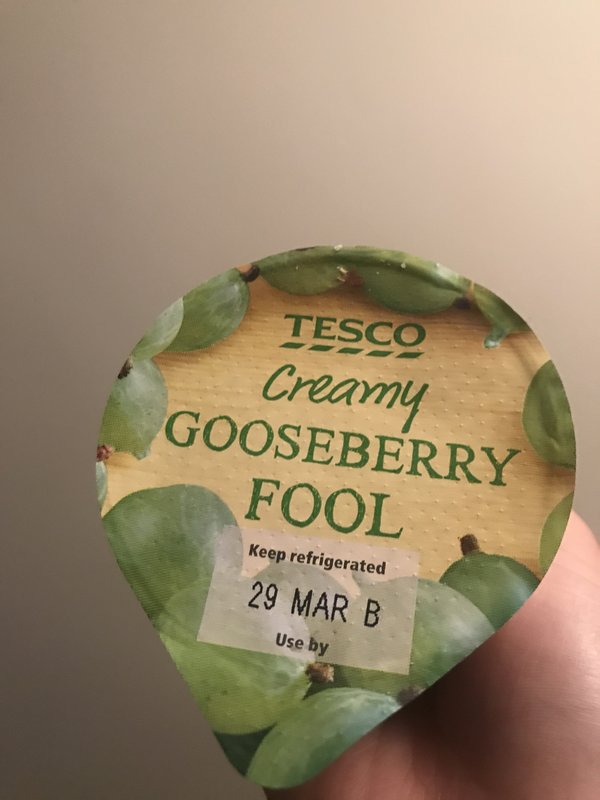 TESCO
Creamy
GOOSEBERRY
FOOL
Keep refrigerated
29 MAR B
Use by